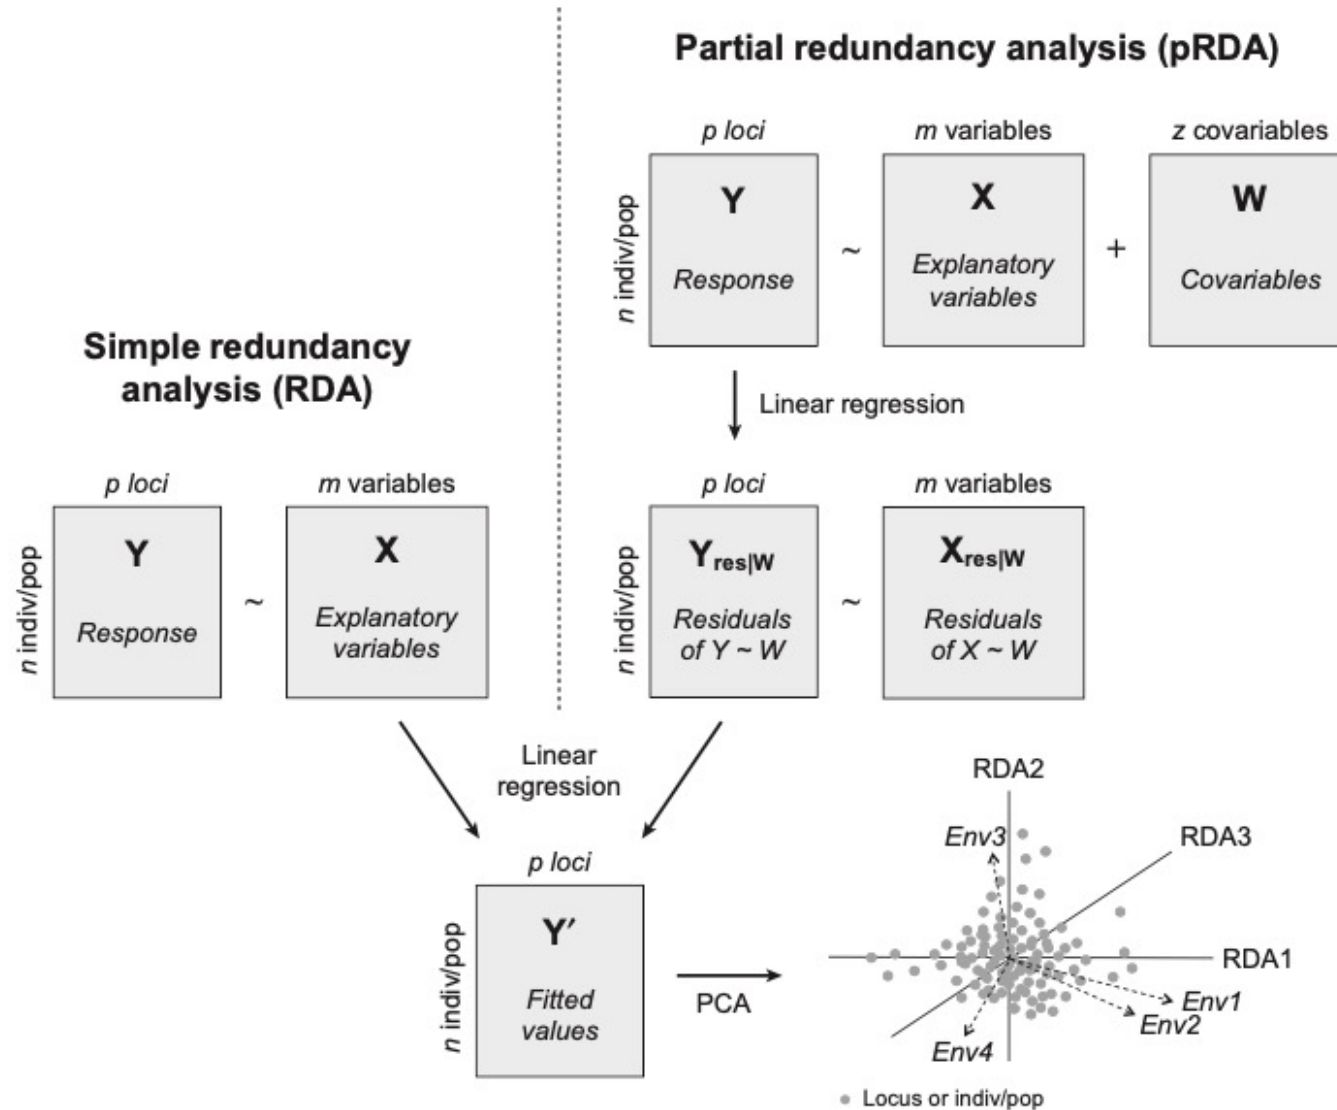 Partial redundancy analysis (pRDA)
p loci
m variables
z covariables
n indiv/pop
Y
Response
~
X
Explanatory
variables
+
W
Covariables
Linear regression
Simple redundancy
analysis (RDA)
p loci
m variables
n indiv/pop
Y
Response
~
X
Explanatory
variables
p loci
m variables
n indiv/pop
Yres|W
Residuals
of Y ~ W
~
Xres|W
Residuals
of X ~ W
Linear
regression
p loci
n indiv/pop
Y′
Fitted
values
PCA
RDA2
Env3
RDA3
RDA1
Env1
Env2
Env4
Locus or indiv/pop